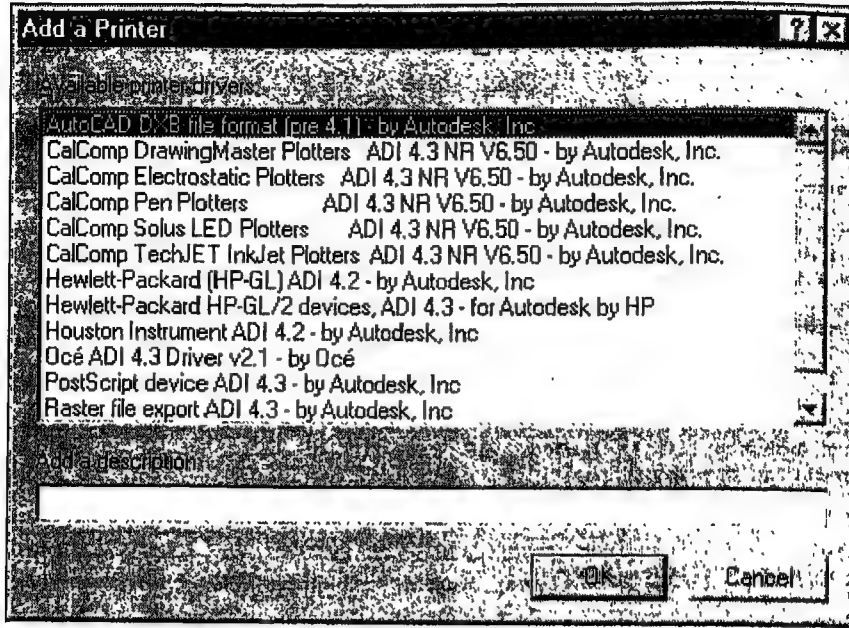 Add a Printer
Available printer drivers:
AutoCAD DXB file format (pre 4.1) - by Autodesk, Inc
CalComp DrawingMaster Plotters ADI 4.3 NR V6.50 - by Autodesk, Inc.
CalComp Electrostatic Plotters ADI 4.3 NR V6.50 - by Autodesk, Inc.
CalComp Pen Plotters ADI 4.3 NR V6.50 - by Autodesk, Inc.
CalComp Solus LED Plotters ADI 4.3 NR V6.50 - by Autodesk, Inc.
CalComp TechJET InkJet Plotters ADI 4.3 NR V6.50 - by Autodesk, Inc.
Hewlett-Packard (HP-GL) ADI 4.2 - by Autodesk, Inc
Hewlett-Packard HP-GL/2 devices, ADI 4.3 - for Autodesk by HP
Houston Instrument ADI 4.2 - by Autodesk, Inc
Océ ADI 4.3 Driver v2.1 - by Océ
PostScript device ADI 4.3 - by Autodesk, Inc
Raster file export ADI 4.3 - by Autodesk, Inc
Add a description:
OK
Cancel